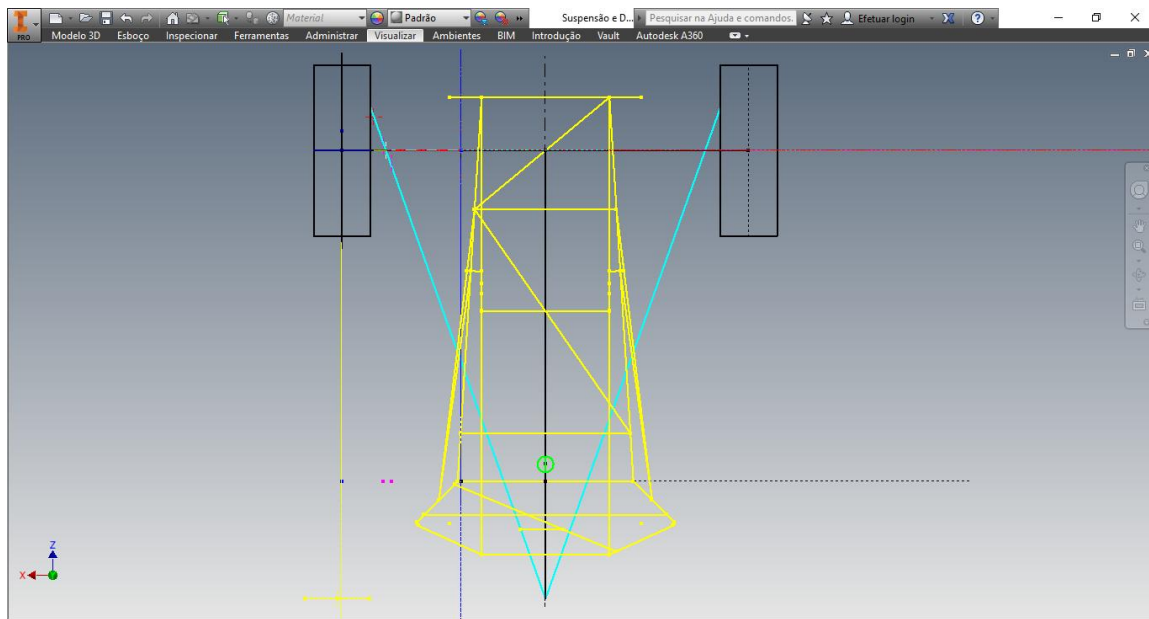 Material
Padrão
Suspensão e D...
Pesquisar na Ajuda e comandos.
Efetuar login
PRO
Modelo 3D Esboço Inspecionar Ferramentas Administrar Visualizar Ambientes BIM Introdução Vault Autodesk A360
Z
X